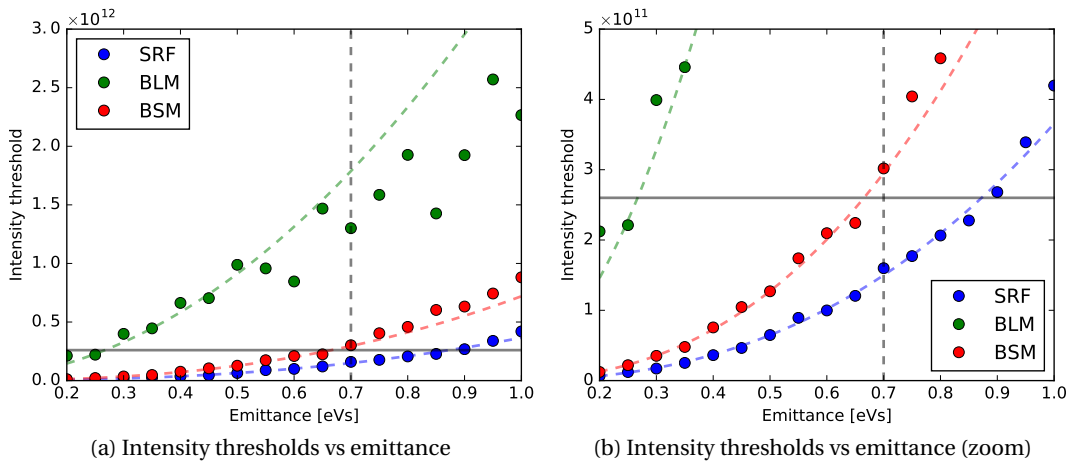 ×10¹²
3.0
2.5
2.0
1.5
1.0
0.5
0.0
Intensity threshold
SRF
BLM
BSM
0.2 0.3 0.4 0.5 0.6 0.7 0.8 0.9 1.0
Emittance [eVs]
(a) Intensity thresholds vs emittance
×10¹¹
5
4
3
2
1
0
Intensity threshold
SRF
BLM
BSM
0.2 0.3 0.4 0.5 0.6 0.7 0.8 0.9 1.0
Emittance [eVs]
(b) Intensity thresholds vs emittance (zoom)